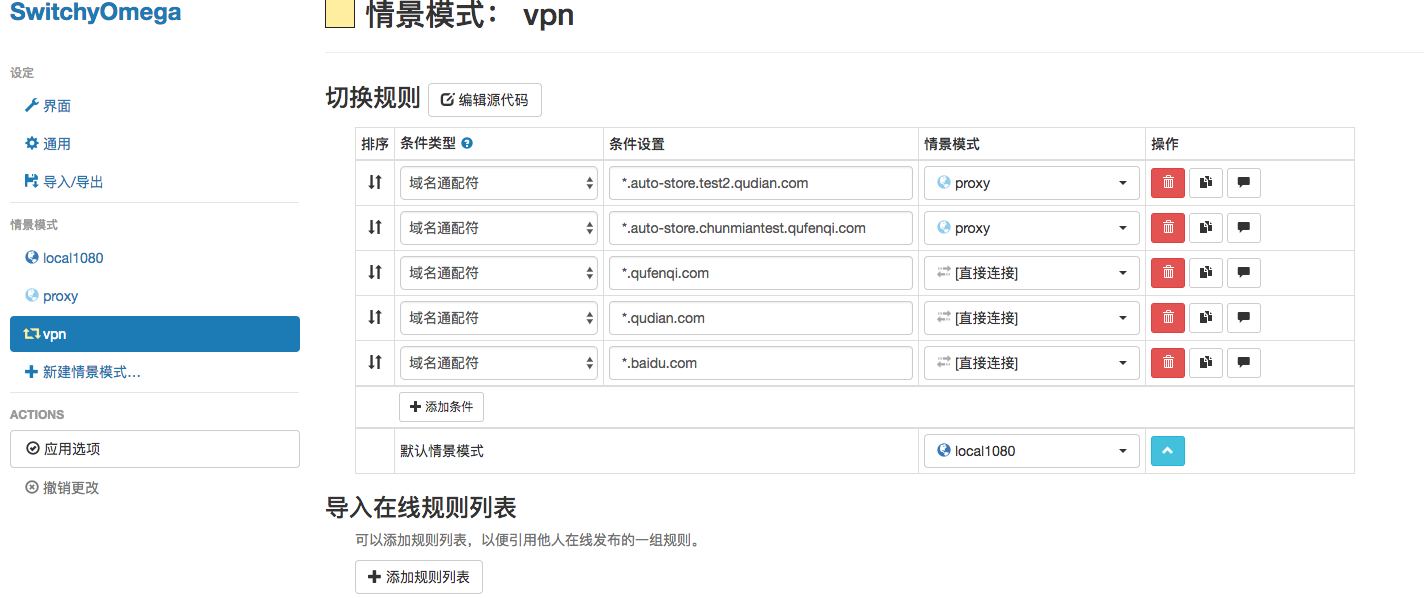 SwitchyOmega
设定
界面
通用
导入/导出
情景模式
local1080
proxy
vpn
新建情景模式…
ACTIONS
应用选项
撤销更改
情景模式： vpn
切换规则 编辑源代码
排序 条件类型 条件设置 情景模式 操作
域名通配符 *.auto-store.test2.qudian.com proxy
域名通配符 *.auto-store.chunmiantest.qufenqi.com proxy
域名通配符 *.qufenqi.com [直接连接]
域名通配符 *.qudian.com [直接连接]
域名通配符 *.baidu.com [直接连接]
添加条件
默认情景模式 local1080
导入在线规则列表
可以添加规则列表，以便引用他人在线发布的一组规则。
添加规则列表